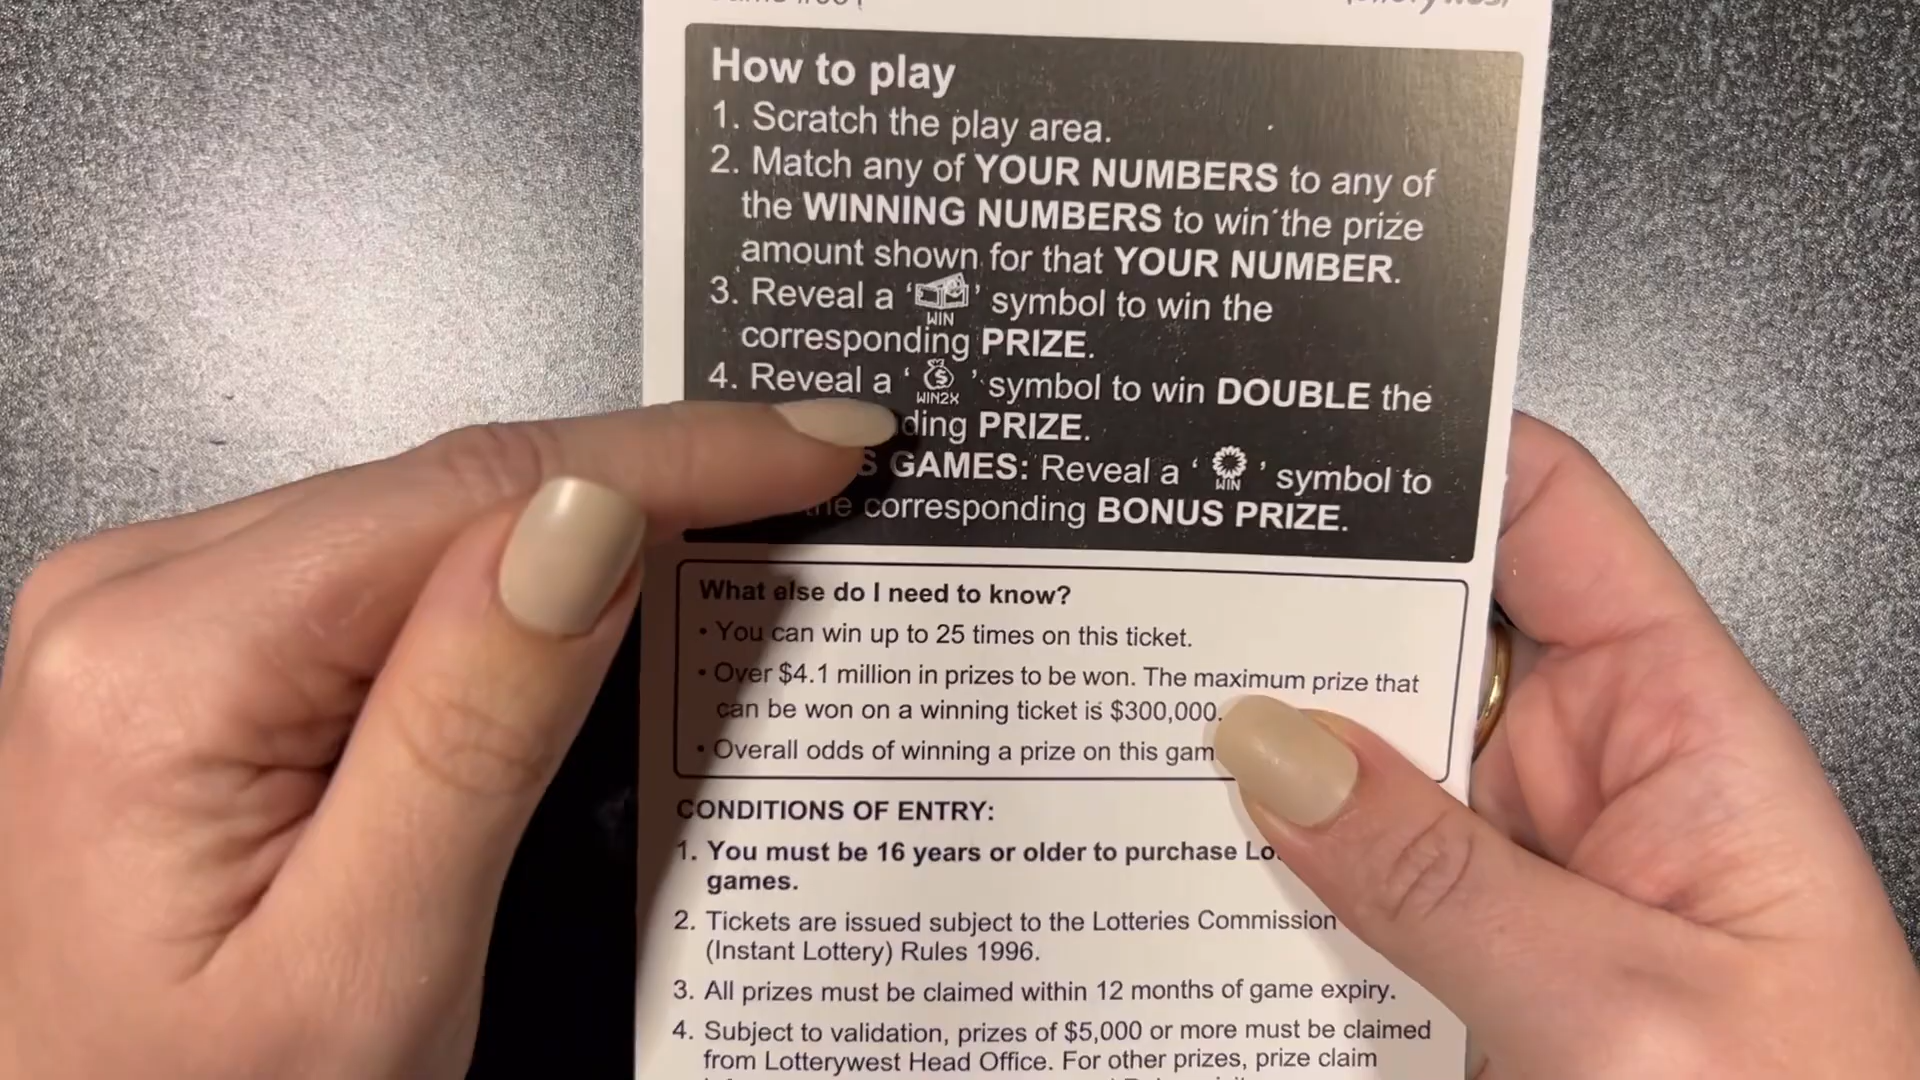 How to play
1. Scratch the play area.
2. Match any of YOUR NUMBERS to any of
the WINNING NUMBERS to win the prize
amount shown for that YOUR NUMBER.
3. Reveal a ' ' symbol to win the
WIN
corresponding PRIZE.
4. Reveal a ' ' symbol to win DOUBLE the
WIN2X
PRIZE.
GAMES: Reveal a ' ' symbol to
WIN
corresponding BONUS PRIZE.
What else do I need to know?
• You can win up to 25 times on this ticket.
• Over $4.1 million in prizes to be won. The maximum prize that
can be won on a winning ticket is $300,000.
• Overall odds of winning a prize on this
CONDITIONS OF ENTRY:
1. You must be 16 years or older to purchase
games.
2. Tickets are issued subject to the Lotteries Commission
(Instant Lottery) Rules 1996.
3. All prizes must be claimed within 12 months of game expiry.
4. Subject to validation, prizes of $5,000 or more must be claimed
from Lotterywest Head Office. For other prizes, prize claim